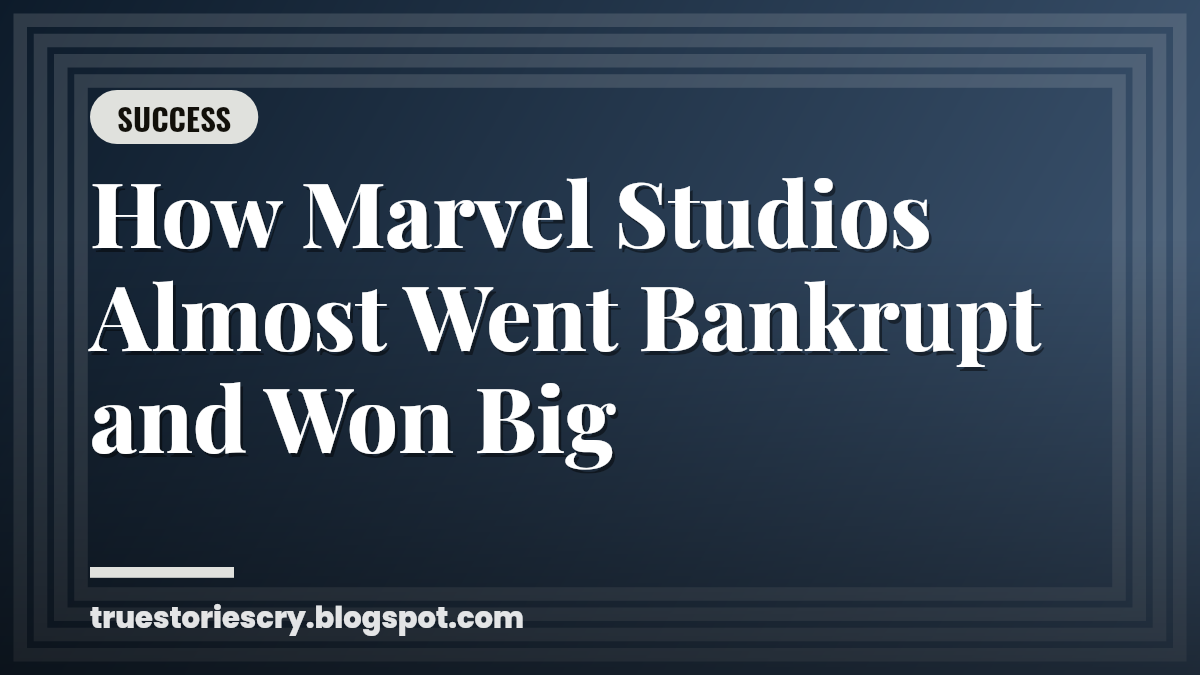 SUCCESS
How Marvel Studios
Almost Went Bankrupt
and Won Big
truestoriescry.blogspot.com